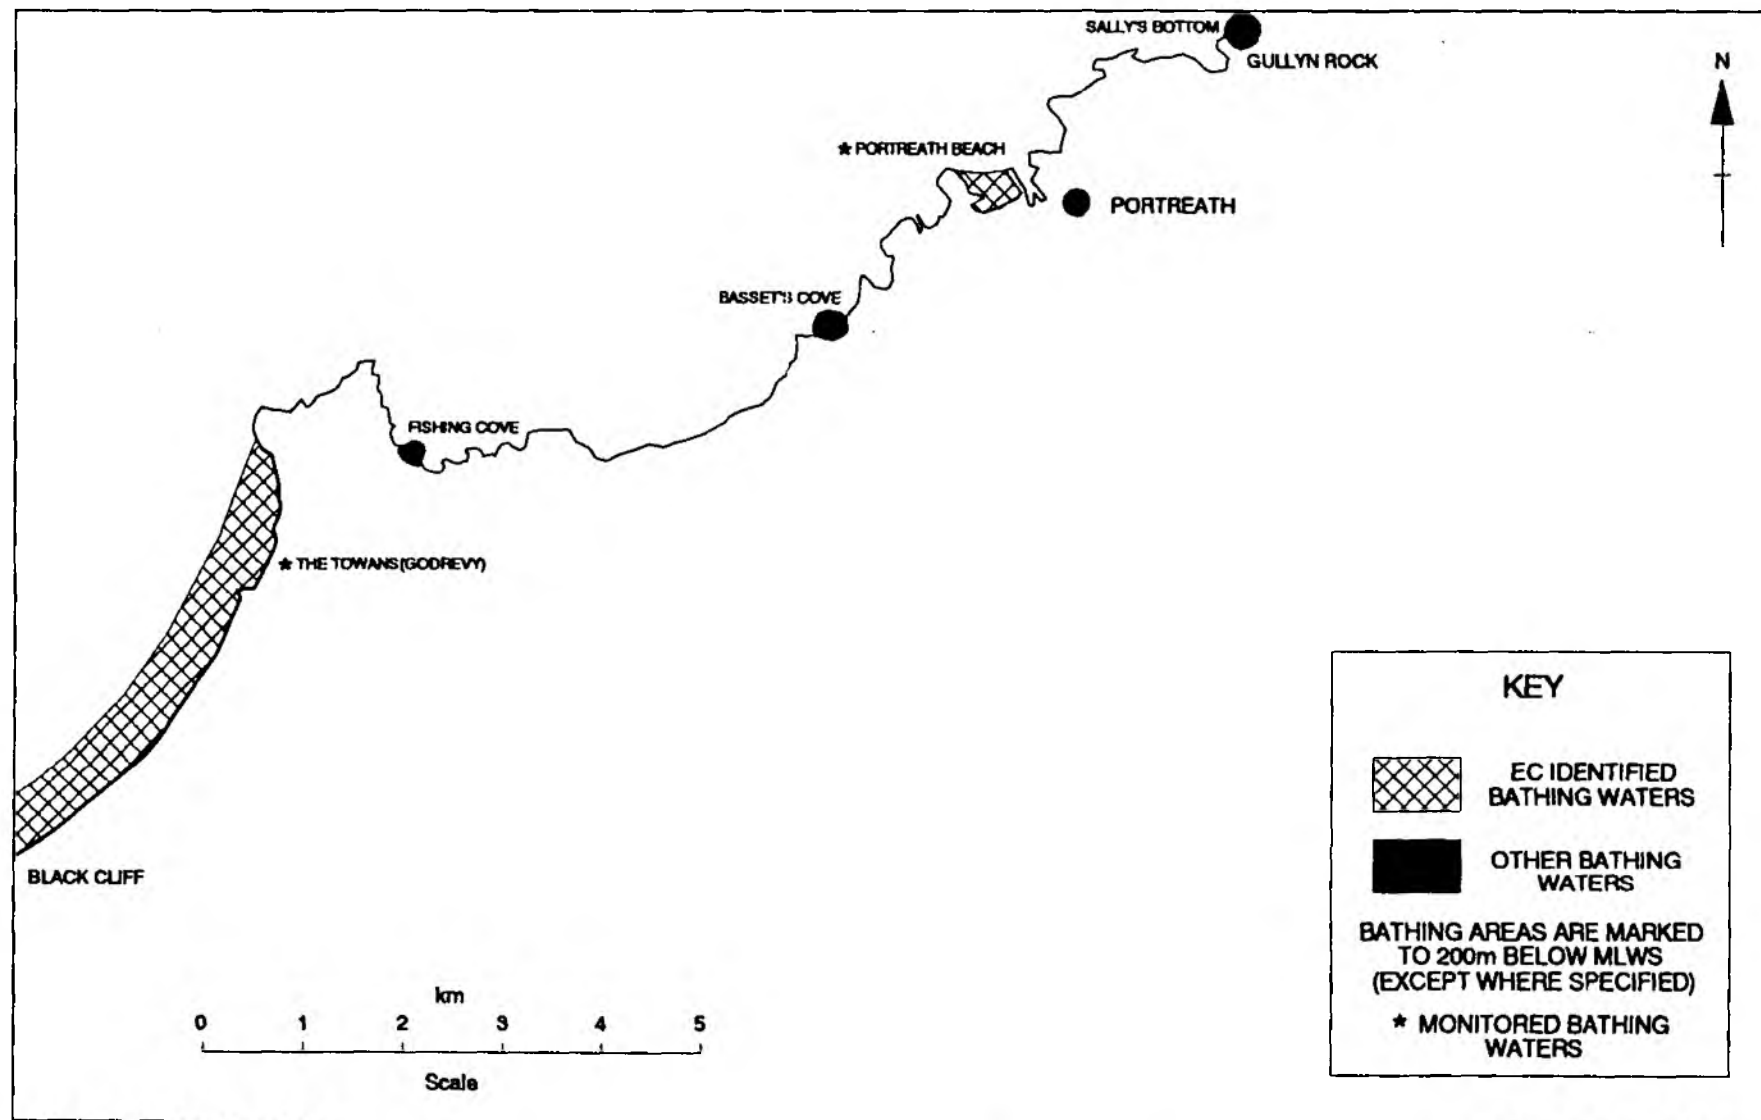 SALLY'S BOTTOM
GULLYN ROCK
N
* PORTREATH BEACH
PORTREATH
BASSET'S COVE
FISHING COVE
* THE TOWANS (GODREVY)
BLACK CLIFF
KEY
EC IDENTIFIED
BATHING WATERS
OTHER BATHING
WATERS
BATHING AREAS ARE MARKED
TO 200m BELOW MLWS
(EXCEPT WHERE SPECIFIED)
* MONITORED BATHING
WATERS
km
0 1 2 3 4 5
Scale